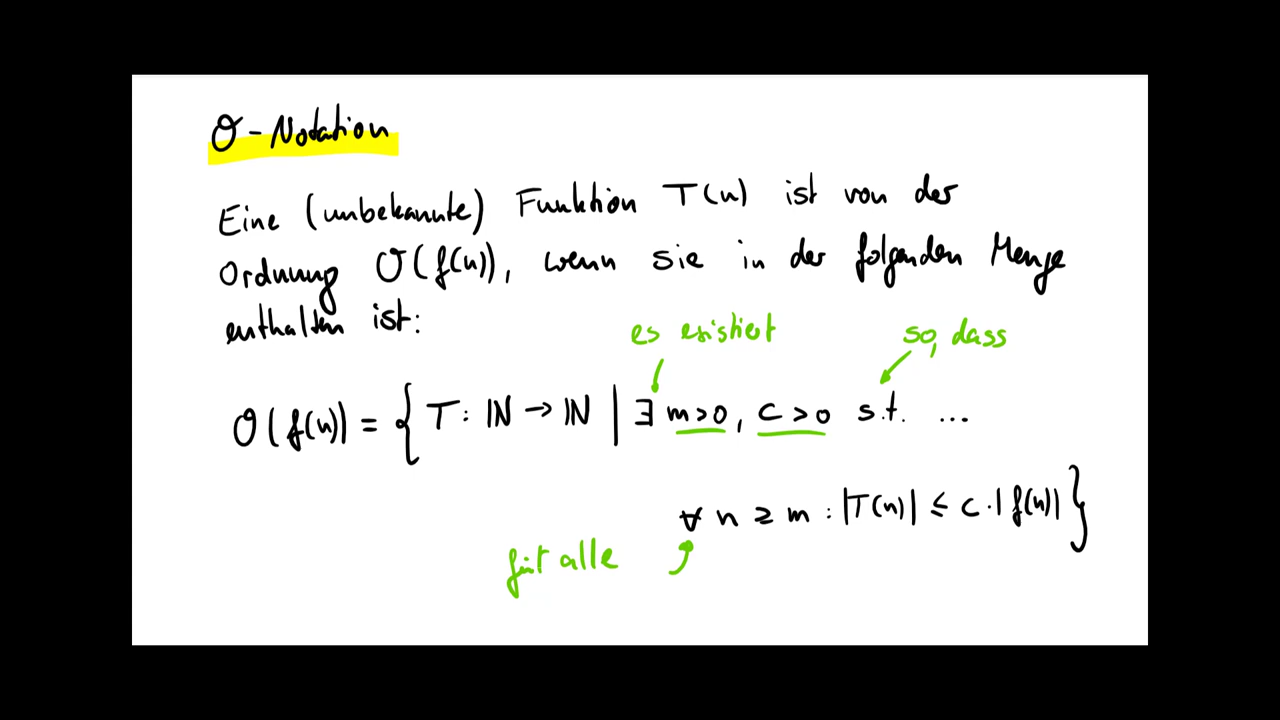 O-Notation
Eine (unbekannte) Funktion T(n) ist von der
Ordnung O(f(n)), wenn sie in der folgenden Menge
enthalten ist:
es existiert
so, dass
O(f(n)) = { T: ℕ → ℕ | ∃ m>0, c>0 s.t. ...
∀ n ≥ m : |T(n)| ≤ c·|f(n)| }
für alle